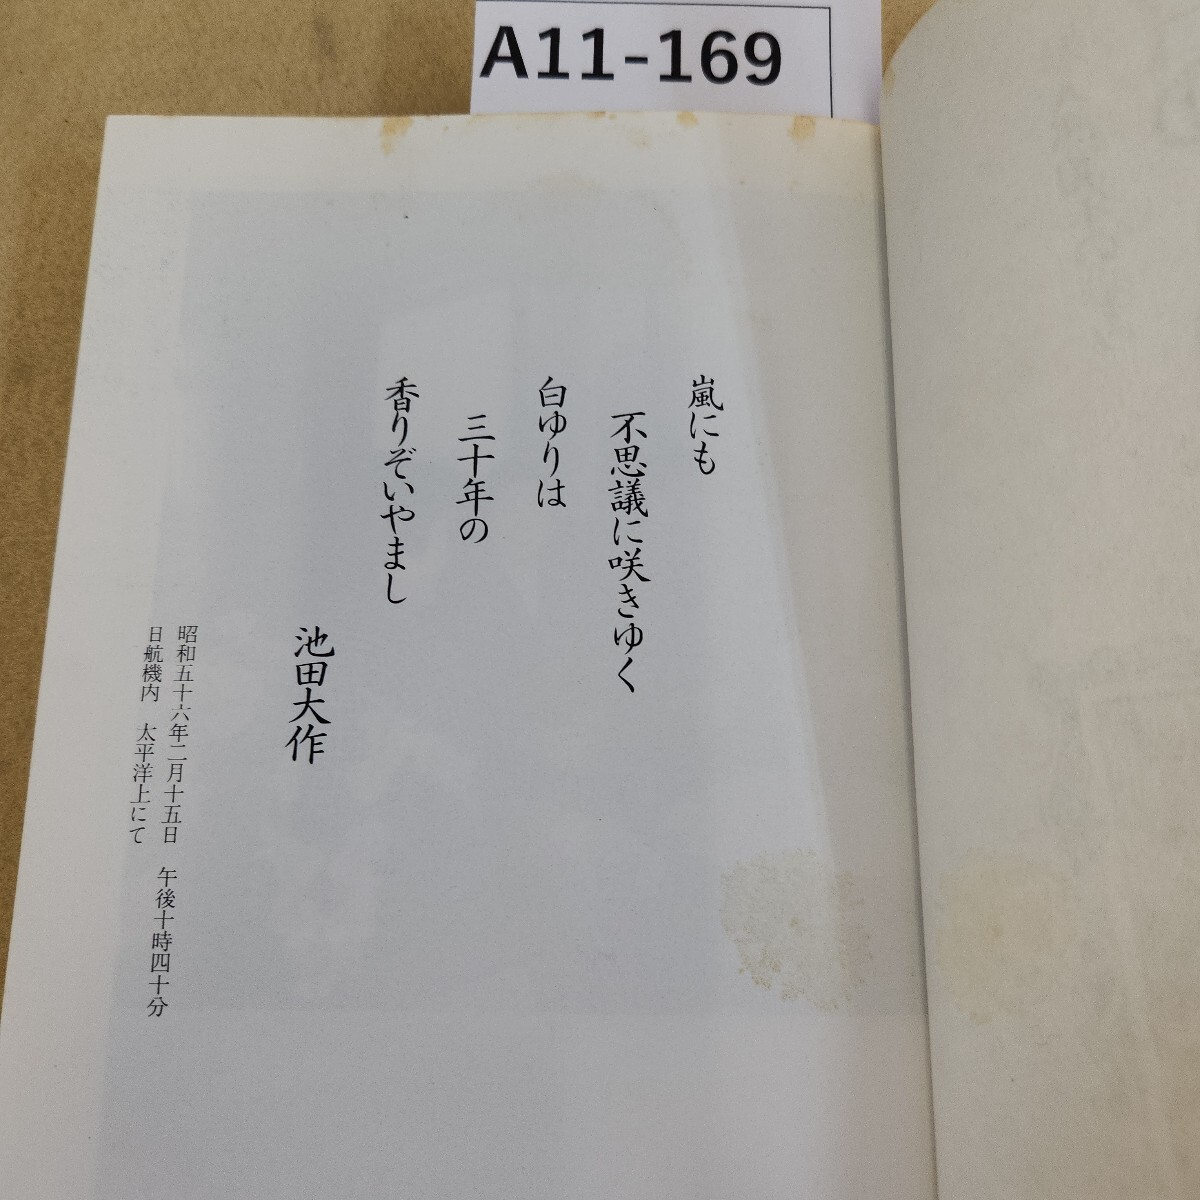 A11-169
嵐にも
不思議に咲きゆく
白ゆりは
三十年の
香りぞいやまし
池田大作
昭和五十六年二月十五日 午後十時四十分
日航機内 太平洋上にて